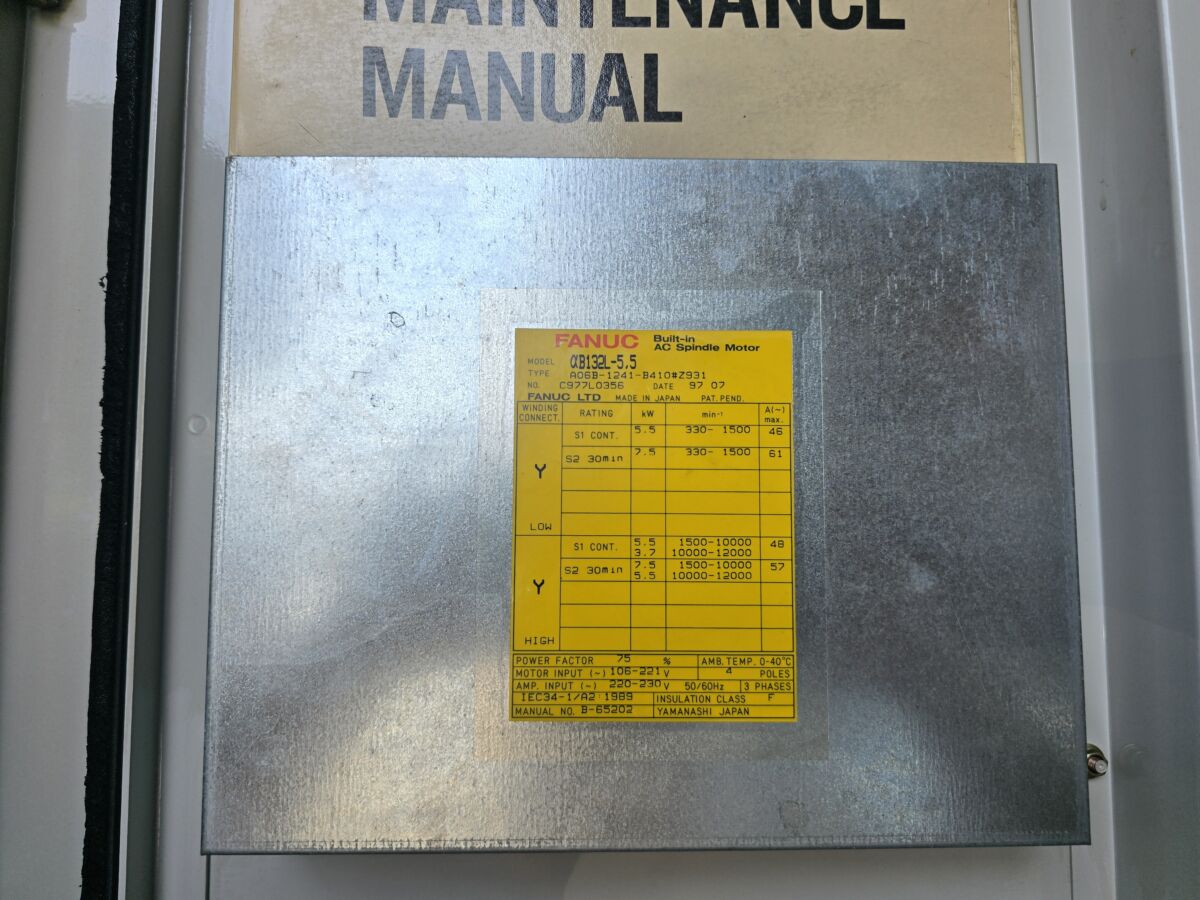 MAINTENANCE
MANUAL
FANUC Built-in AC Spindle Motor
MODEL αB132L-5.5
TYPE A06B-1241-B410#Z931
NO. C977L0356 DATE 97 07
FANUC LTD MADE IN JAPAN PAT. PEND.
WINDING CONNECT. RATING kW min-¹ A(~) max.
S1 CONT. 5.5 330- 1500 46
S2 30min 7.5 330- 1500 61
Y
LOW
S1 CONT. 5.5 1500-10000 48
3.7 10000-12000
S2 30min 7.5 1500-10000 57
5.5 10000-12000
Y
HIGH
POWER FACTOR 75 % AMB. TEMP. 0-40°C
MOTOR INPUT (~) 106-221 V 4 POLES
AMP. INPUT (~) 220-230 V 50/60Hz 3 PHASES
IEC34-1/A2:1989 INSULATION CLASS F
MANUAL NO. B-65202 YAMANASHI JAPAN